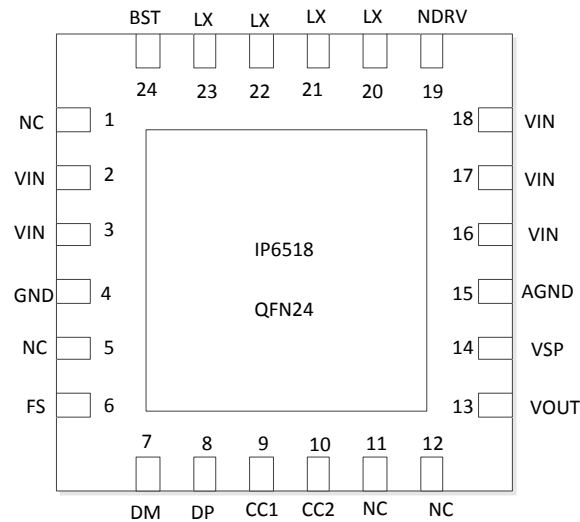 BST LX LX LX LX NDRV
24 23 22 21 20 19
NC 1 18 VIN
VIN 2 17 VIN
VIN 3 16 VIN
IP6518
GND 4 15 AGND
QFN24
NC 5 14 VSP
FS 6 13 VOUT
7 8 9 10 11 12
DM DP CC1 CC2 NC NC